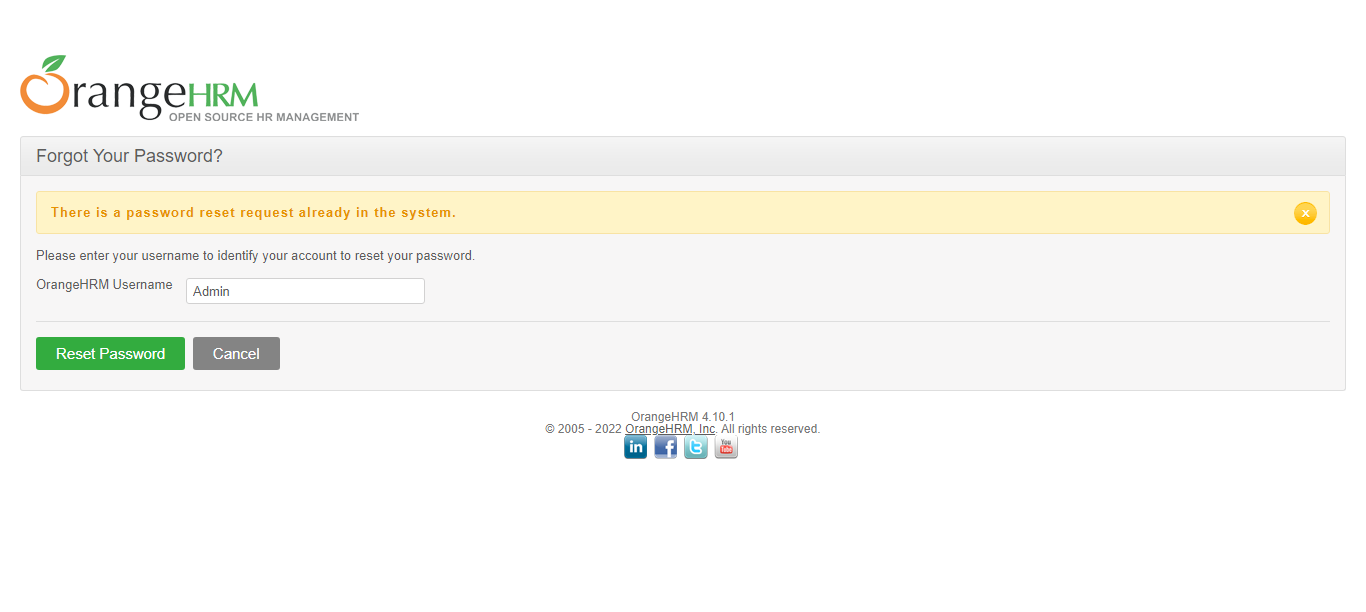 OrangeHRM
OPEN SOURCE HR MANAGEMENT
Forgot Your Password?
There is a password reset request already in the system.
Please enter your username to identify your account to reset your password.
OrangeHRM Username Admin
Reset Password Cancel
OrangeHRM 4.10.1
© 2005 - 2022 OrangeHRM, Inc. All rights reserved.
in f t You Tube